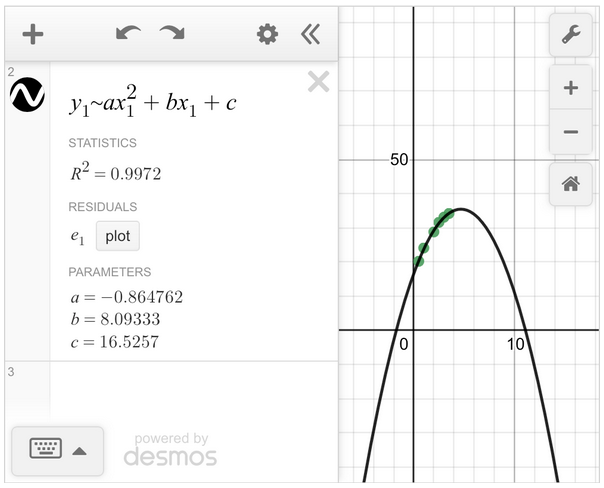 2
y₁~ax₁² + bx₁ + c
STATISTICS
R² = 0.9972
RESIDUALS
e₁ plot
PARAMETERS
a = −0.864762
b = 8.09333
c = 16.5257
3
powered by
desmos
50
0
10